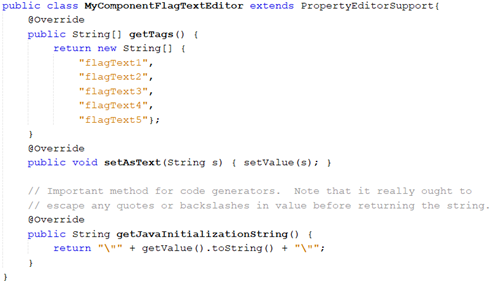 public class MyComponentFlagTextEditor extends PropertyEditorSupport{
@Override
public String[] getTags() {
return new String[] {
"flagText1",
"flagText2",
"flagText3",
"flagText4",
"flagText5"};
}
@Override
public void setAsText(String s) { setValue(s); }
// Important method for code generators.  Note that it really ought to
// escape any quotes or backslashes in value before returning the string.
@Override
public String getJavaInitializationString() {
return "\"" + getValue().toString() + "\"";
}
}